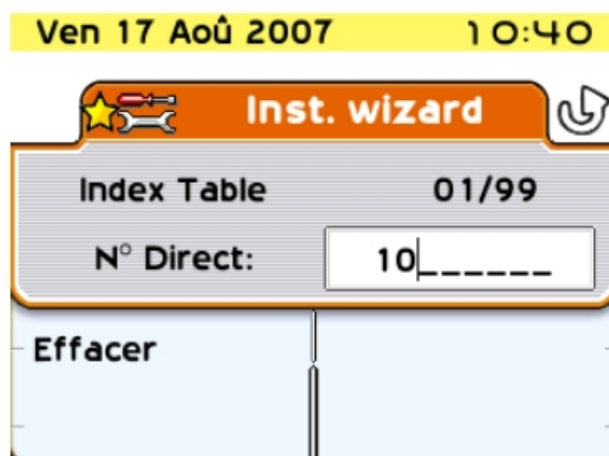 Ven 17 Aoû 2007 10:40
Inst. wizard
Index Table 01/99
N° Direct: 10______
Effacer